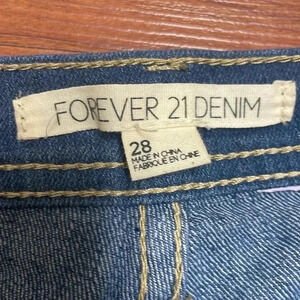 FOREVER 21 DENIM
28
MADE IN CHINA
FABRIQUÉ EN CHINE